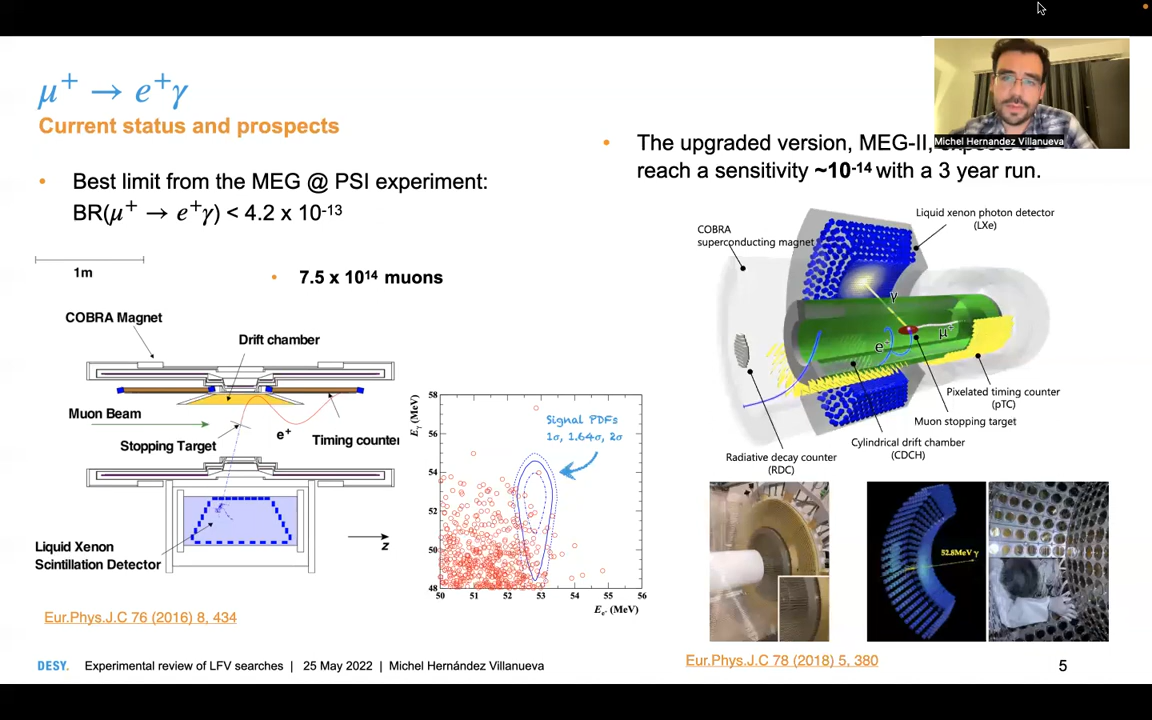 μ⁺ → e⁺γ
Current status and prospects
• Best limit from the MEG @ PSI experiment:
BR(μ⁺ → e⁺γ) < 4.2 x 10⁻¹³
1m
• 7.5 x 10¹⁴ muons
COBRA Magnet
Drift chamber
Muon Beam
Stopping Target
e⁺
Timing counter
Liquid Xenon
Scintillation Detector
z
Eγ (MeV)
58
56
54
52
50
48
50 51 52 53 54 55 56
Ee⁺ (MeV)
Signal PDFs
1σ, 1.64σ, 2σ
Eur.Phys.J.C 76 (2016) 8, 434
• The upgraded version, MEG-II,
reach a sensitivity ~10⁻¹⁴ with a 3 year run.
Michel Hernandez Villanueva
COBRA
superconducting magnet
Liquid xenon photon detector
(LXe)
γ
e⁺
μ⁺
Pixelated timing counter
(pTC)
Muon stopping target
Cylindrical drift chamber
(CDCH)
Radiative decay counter
(RDC)
52.8MeV γ
Eur.Phys.J.C 78 (2018) 5, 380
DESY. Experimental review of LFV searches | 25 May 2022 | Michel Hernández Villanueva
5